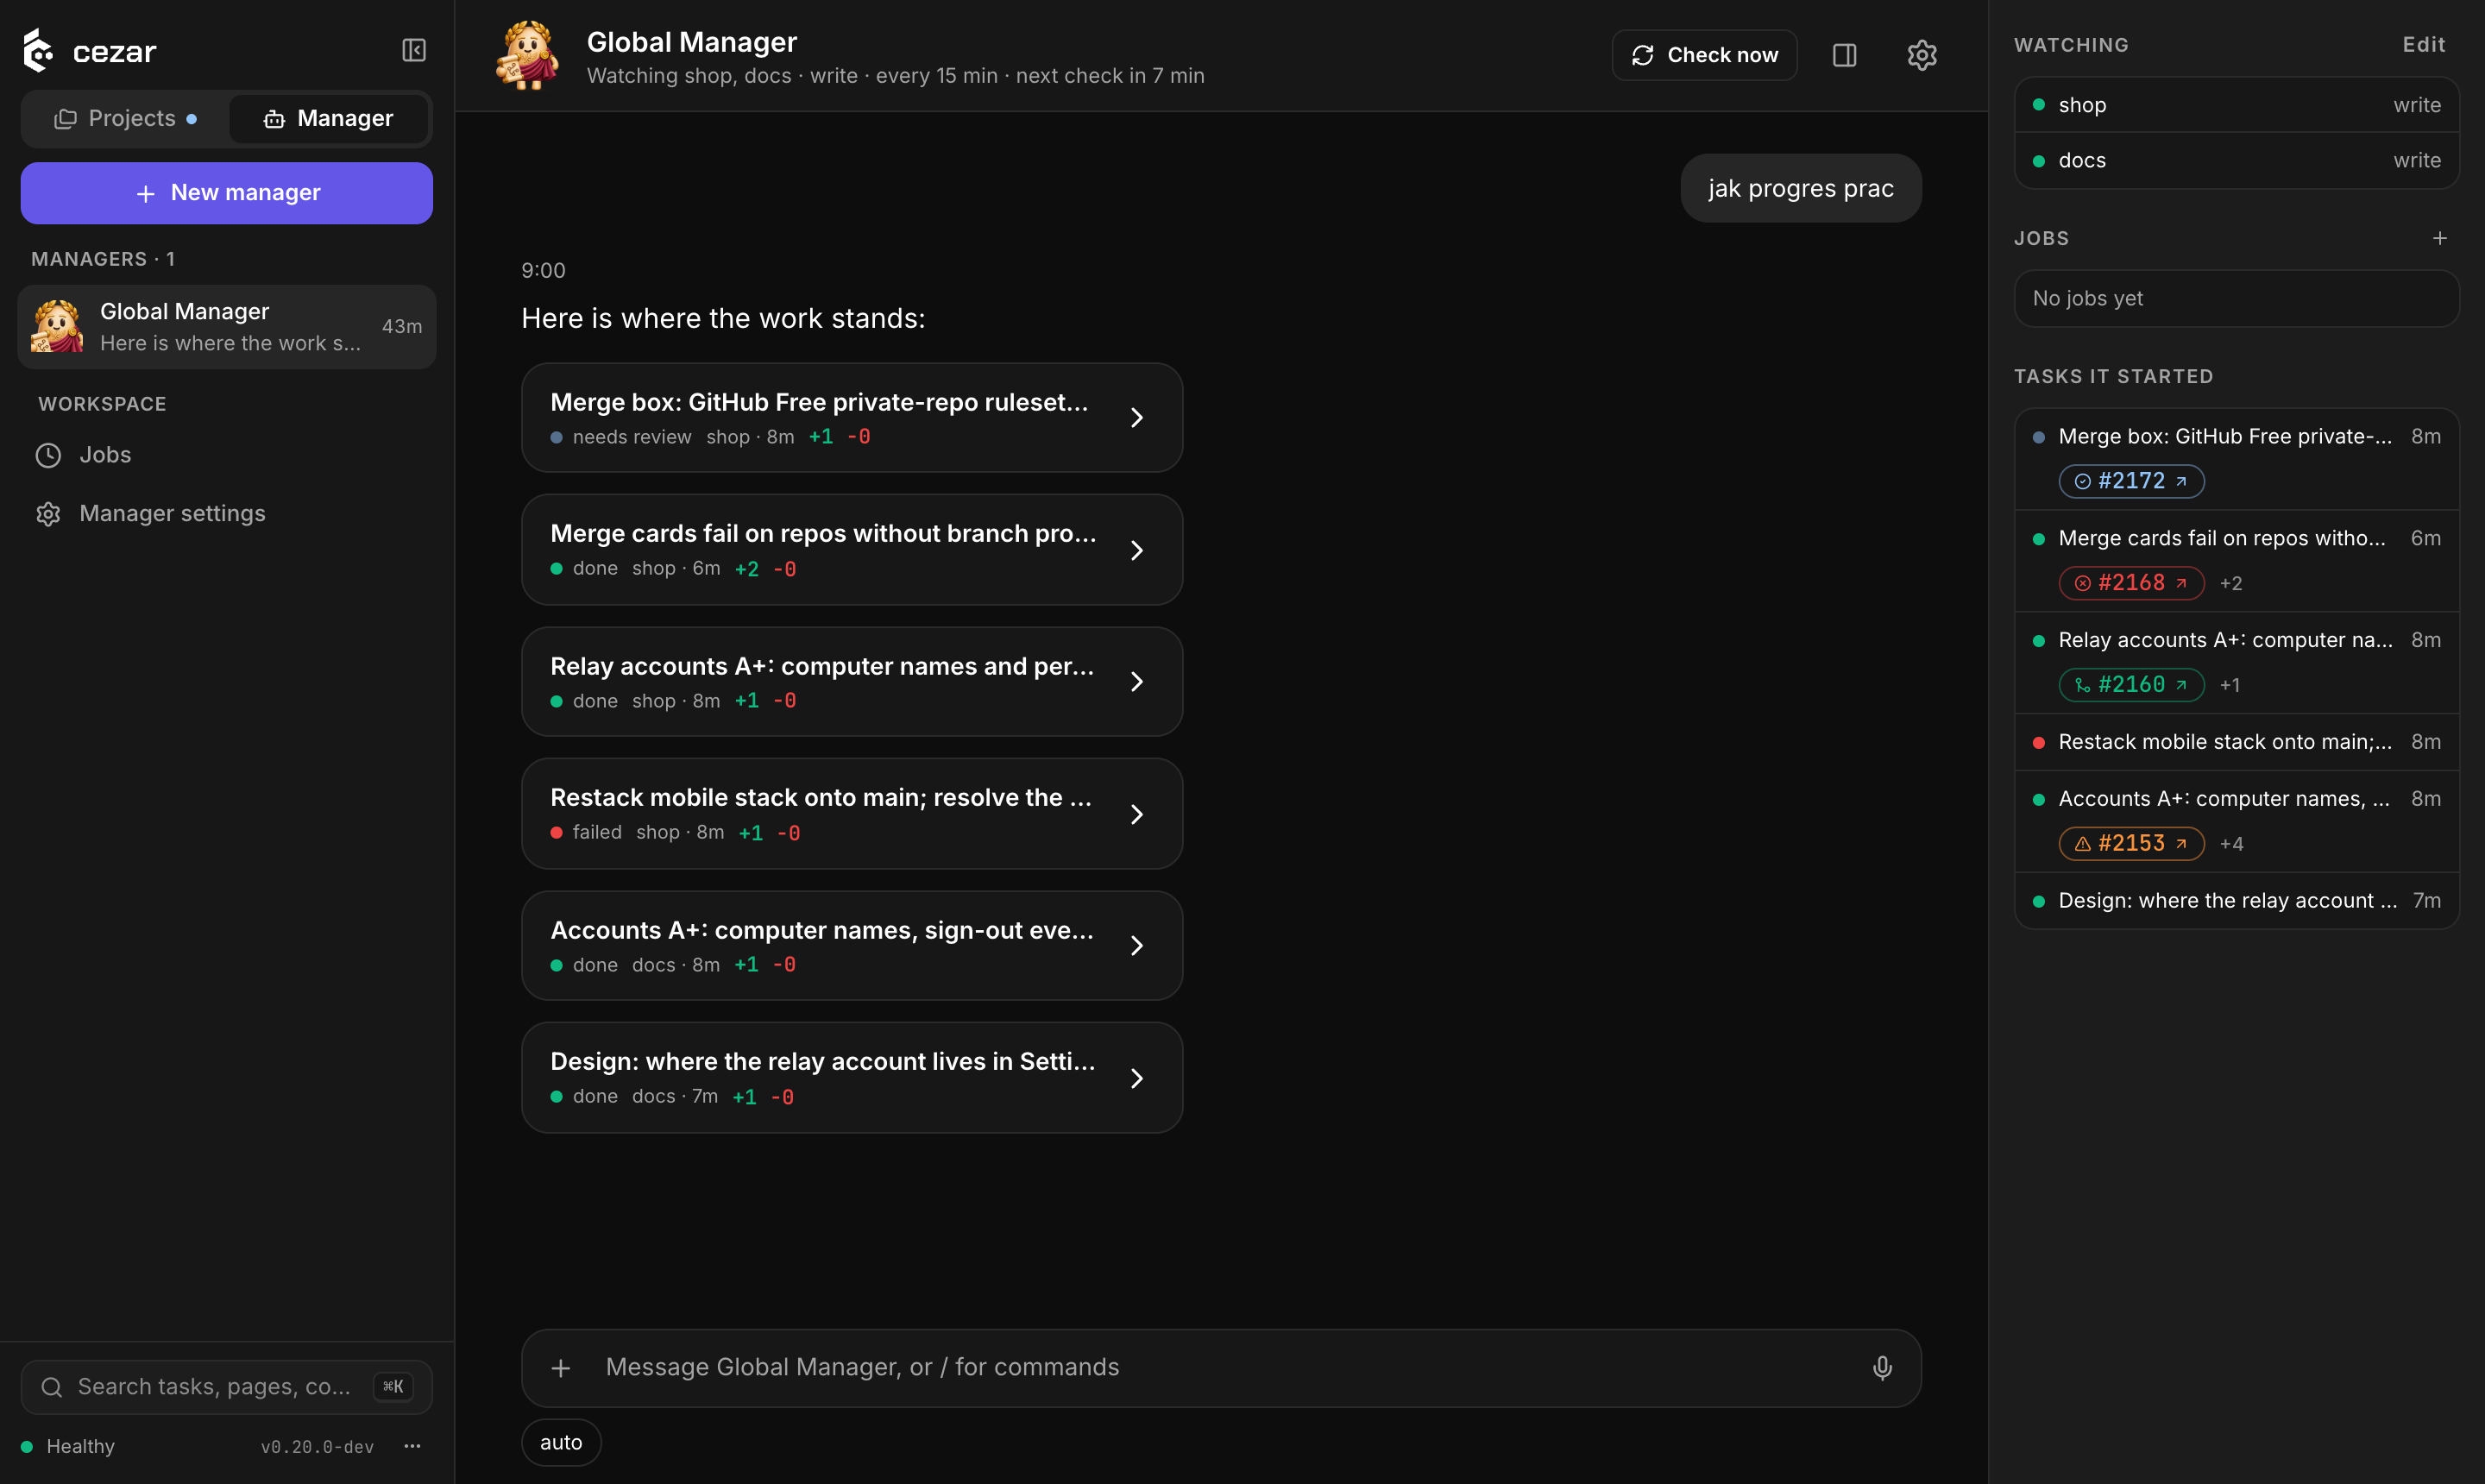 cezar
Projects
Manager
New manager
MANAGERS · 1
Global Manager
43m
Here is where the work s...
WORKSPACE
Jobs
Manager settings
Search tasks, pages, co...
⌘K
Healthy
v0.20.0-dev
Global Manager
Watching shop, docs · write · every 15 min · next check in 7 min
Check now
jak progres prac
9:00
Here is where the work stands:
Merge box: GitHub Free private-repo ruleset...
needs review shop · 8m +1 -0
Merge cards fail on repos without branch pro...
done shop · 6m +2 -0
Relay accounts A+: computer names and per...
done shop · 8m +1 -0
Restack mobile stack onto main; resolve the ...
failed shop · 8m +1 -0
Accounts A+: computer names, sign-out eve...
done docs · 8m +1 -0
Design: where the relay account lives in Setti...
done docs · 7m +1 -0
Message Global Manager, or / for commands
auto
WATCHING
Edit
shop write
docs write
JOBS
No jobs yet
TASKS IT STARTED
Merge box: GitHub Free private-... 8m
#2172
Merge cards fail on repos witho... 6m
#2168 +2
Relay accounts A+: computer na... 8m
#2160 +1
Restack mobile stack onto main;... 8m
Accounts A+: computer names, ... 8m
#2153 +4
Design: where the relay account ... 7m